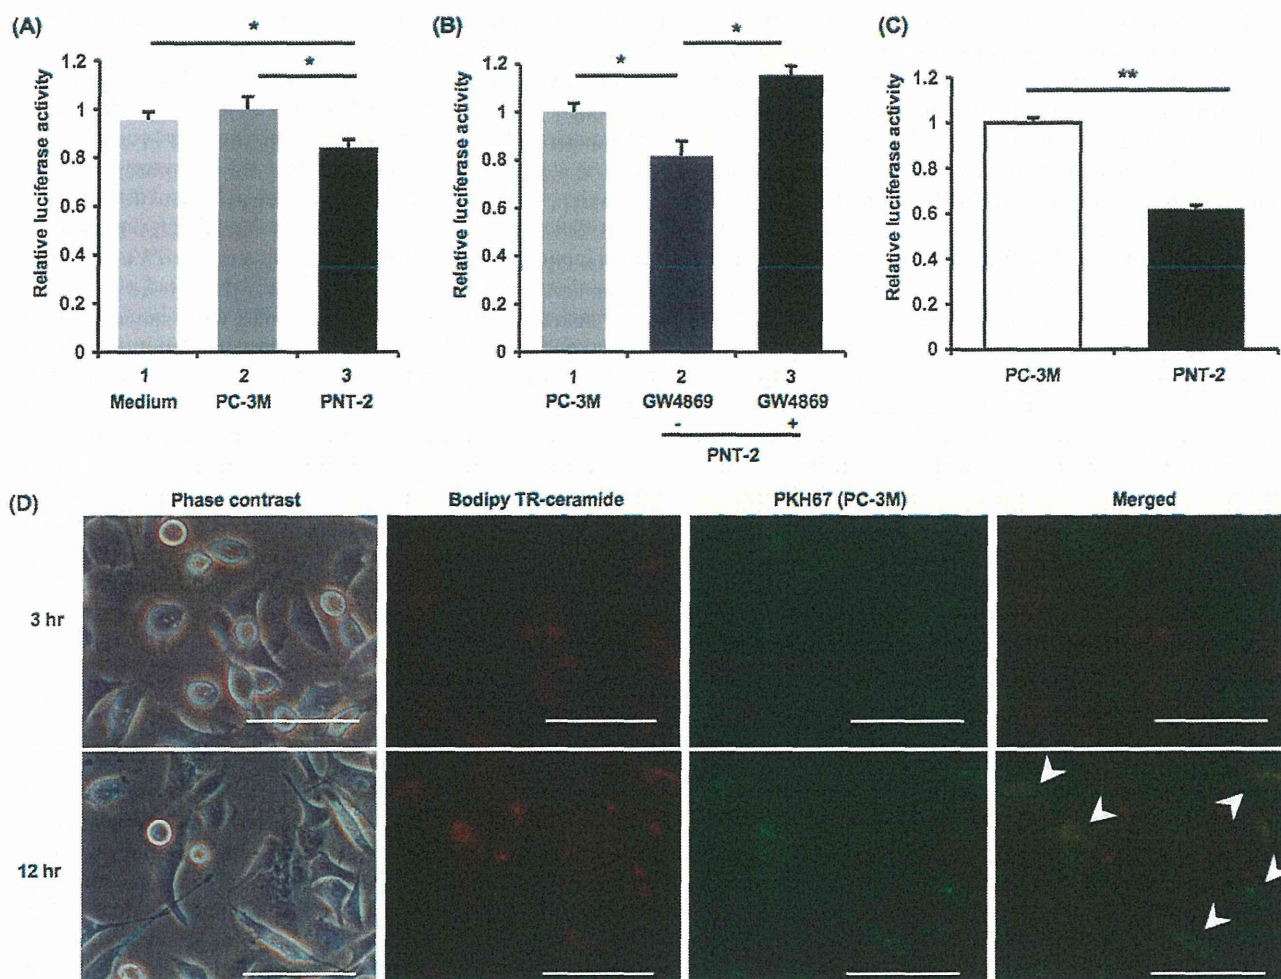 (A)
*
*
1.2
1
0.8
0.6
0.4
0.2
0
Relative luciferase activity
1 2 3
Medium PC-3M PNT-2
(B)
*
*
1.2
1
0.8
0.6
0.4
0.2
0
Relative luciferase activity
1 2 3
PC-3M GW4869 GW4869
- +
PNT-2
(C)
**
1.2
1
0.8
0.6
0.4
0.2
0
Relative luciferase activity
PC-3M PNT-2
(D)
Phase contrast Bodipy TR-ceramide PKH67 (PC-3M) Merged
3 hr
12 hr